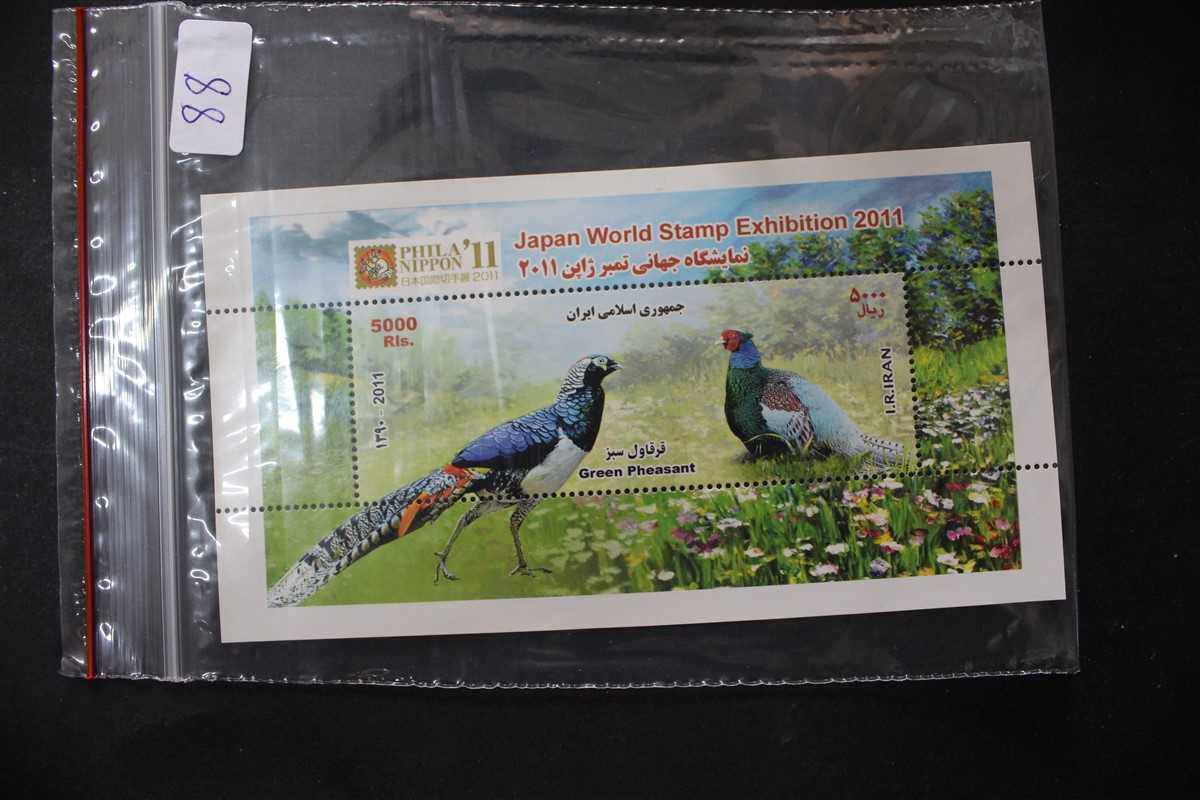 88
PHILA
NIPPON '11
日本国際切手展 2011
Japan World Stamp Exhibition 2011
نمایشگاه جهانی تمبر ژاپن ۲۰۱۱
5000
Rls.
جمهوری اسلامی ایران
۵۰۰۰
ریال
۱۳۹۰ - 2011
I.R.IRAN
قرقاول سبز
Green Pheasant